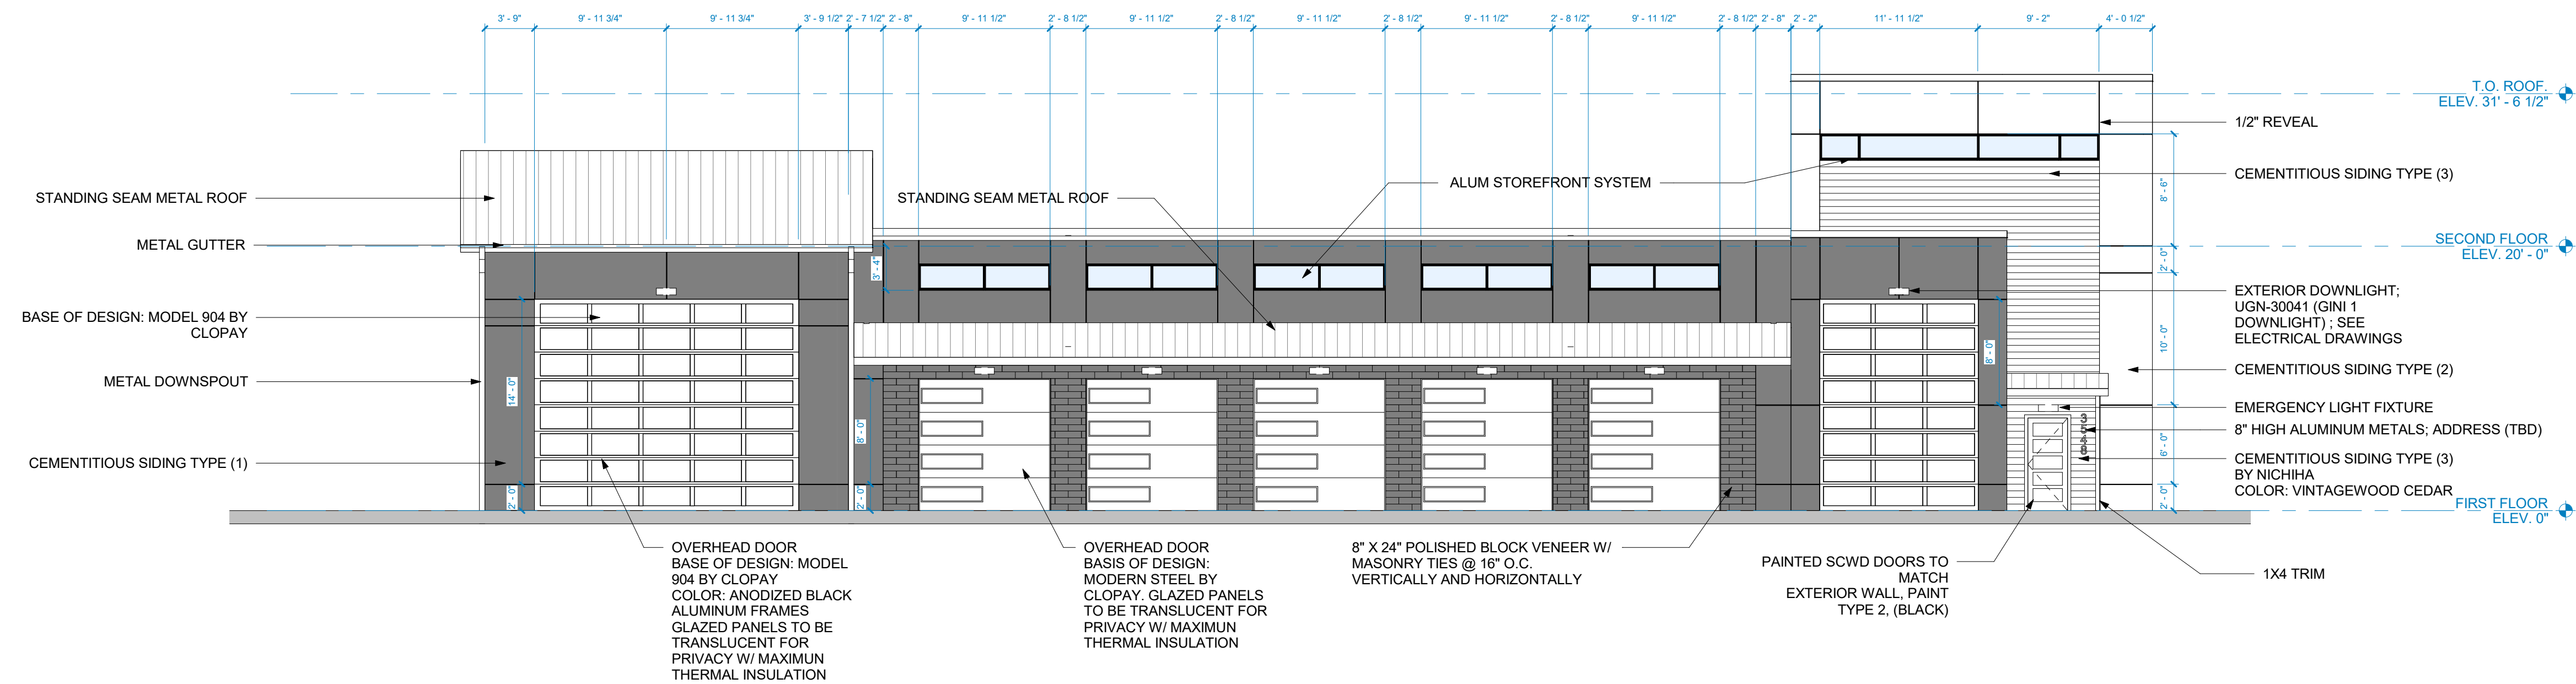 3' - 9"
9' - 11 3/4"
9' - 11 3/4"
3' - 9 1/2"
2' - 7 1/2"
2' - 8"
9' - 11 1/2"
2' - 8 1/2"
9' - 11 1/2"
2' - 8 1/2"
9' - 11 1/2"
2' - 8 1/2"
9' - 11 1/2"
2' - 8 1/2"
9' - 11 1/2"
2' - 8 1/2"
2' - 8"
2' - 2"
11' - 11 1/2"
9' - 2"
4' - 0 1/2"
T.O. ROOF.
ELEV. 31' - 6 1/2"
1/2" REVEAL
CEMENTITIOUS SIDING TYPE (3)
8' - 6"
SECOND FLOOR
ELEV. 20' - 0"
2' - 0"
EXTERIOR DOWNLIGHT;
UGN-30041 (GINI 1
DOWNLIGHT) ; SEE
ELECTRICAL DRAWINGS
10' - 0"
CEMENTITIOUS SIDING TYPE (2)
EMERGENCY LIGHT FIXTURE
8" HIGH ALUMINUM METALS; ADDRESS (TBD)
6' - 0"
CEMENTITIOUS SIDING TYPE (3)
BY NICHIHA
COLOR: VINTAGEWOOD CEDAR
FIRST FLOOR
ELEV. 0"
2' - 0"
1X4 TRIM
STANDING SEAM METAL ROOF
METAL GUTTER
BASE OF DESIGN: MODEL 904 BY
CLOPAY
METAL DOWNSPOUT
CEMENTITIOUS SIDING TYPE (1)
14' - 0"
2' - 0"
STANDING SEAM METAL ROOF
ALUM STOREFRONT SYSTEM
3' - 4"
8' - 0"
2' - 0"
8' - 0"
OVERHEAD DOOR
BASE OF DESIGN: MODEL
904 BY CLOPAY
COLOR: ANODIZED BLACK
ALUMINUM FRAMES
GLAZED PANELS TO BE
TRANSLUCENT FOR
PRIVACY W/ MAXIMUN
THERMAL INSULATION
OVERHEAD DOOR
BASIS OF DESIGN:
MODERN STEEL BY
CLOPAY. GLAZED PANELS
TO BE TRANSLUCENT FOR
PRIVACY W/ MAXIMUN
THERMAL INSULATION
8" X 24" POLISHED BLOCK VENEER W/
MASONRY TIES @ 16" O.C.
VERTICALLY AND HORIZONTALLY
PAINTED SCWD DOORS TO
MATCH
EXTERIOR WALL, PAINT
TYPE 2, (BLACK)